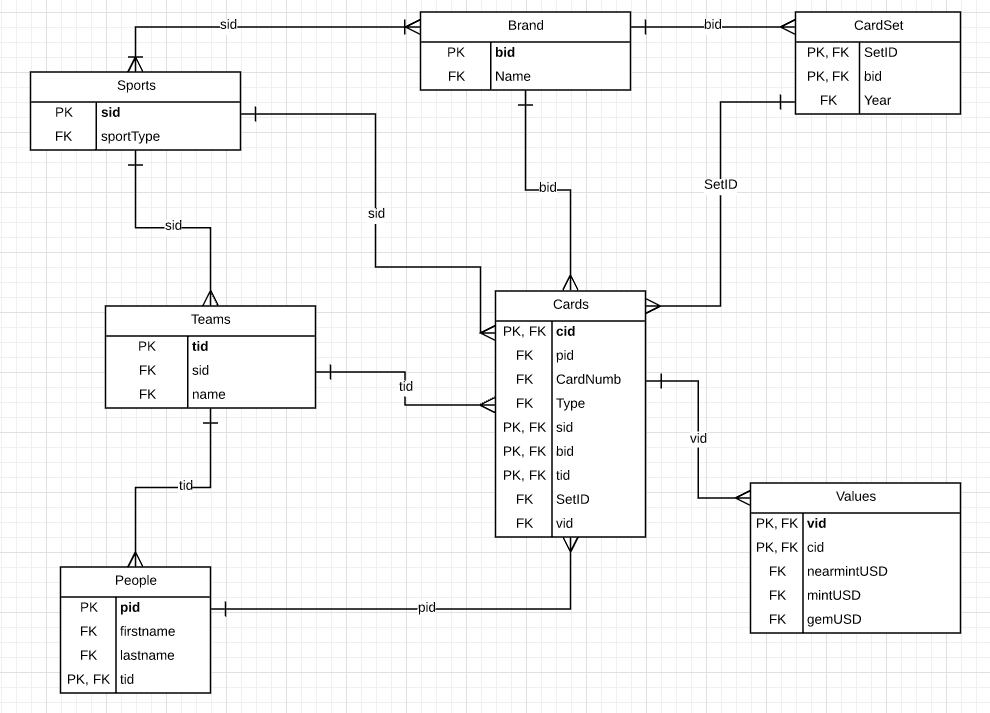 sid
Brand
PK bid
FK Name
bid
CardSet
PK, FK SetID
PK, FK bid
FK Year
Sports
PK sid
FK sportType
sid
sid
bid
SetID
Teams
PK tid
FK sid
FK name
tid
Cards
PK, FK cid
FK pid
FK CardNumb
FK Type
PK, FK sid
PK, FK bid
PK, FK tid
FK SetID
FK vid
vid
Values
PK, FK vid
PK, FK cid
FK nearmintUSD
FK mintUSD
FK gemUSD
tid
People
PK pid
FK firstname
FK lastname
PK, FK tid
pid